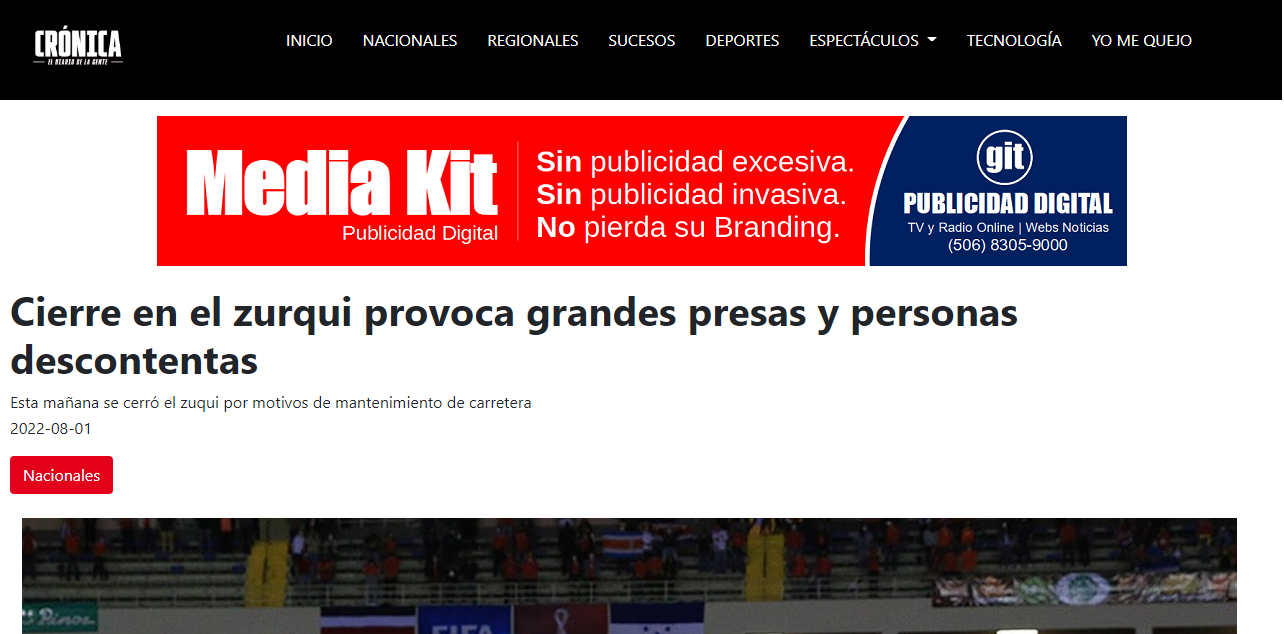 CRÓNICA
EL DIARIO DE LA GENTE
INICIO NACIONALES REGIONALES SUCESOS DEPORTES ESPECTÁCULOS TECNOLOGÍA YO ME QUEJO
Media Kit
Publicidad Digital
Sin publicidad excesiva.
Sin publicidad invasiva.
No pierda su Branding.
git
PUBLICIDAD DIGITAL
TV y Radio Online | Webs Noticias
(506) 8305-9000
Cierre en el zurqui provoca grandes presas y personas
descontentas
Esta mañana se cerró el zuqui por motivos de mantenimiento de carretera
2022-08-01
Nacionales
Pinos
FIFA